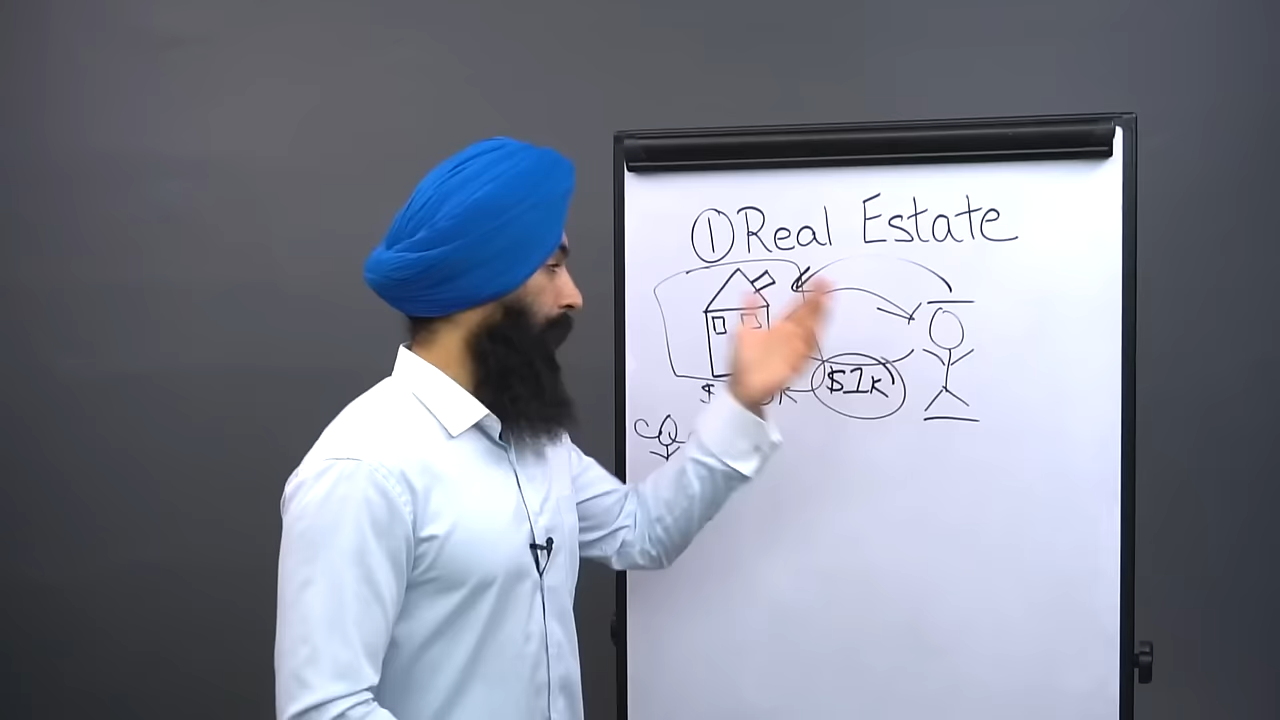 ① Real Estate
$1K
$
K